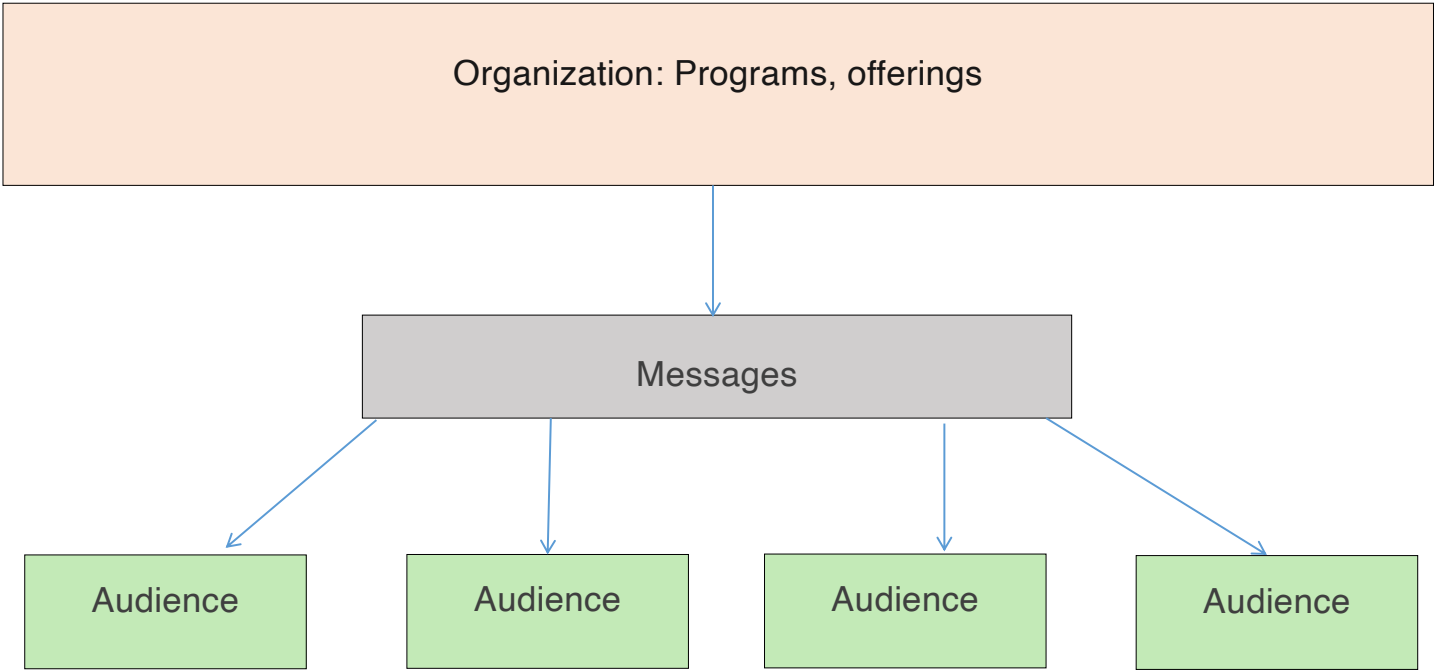 Organization: Programs, offerings
Messages
Audience
Audience
Audience
Audience